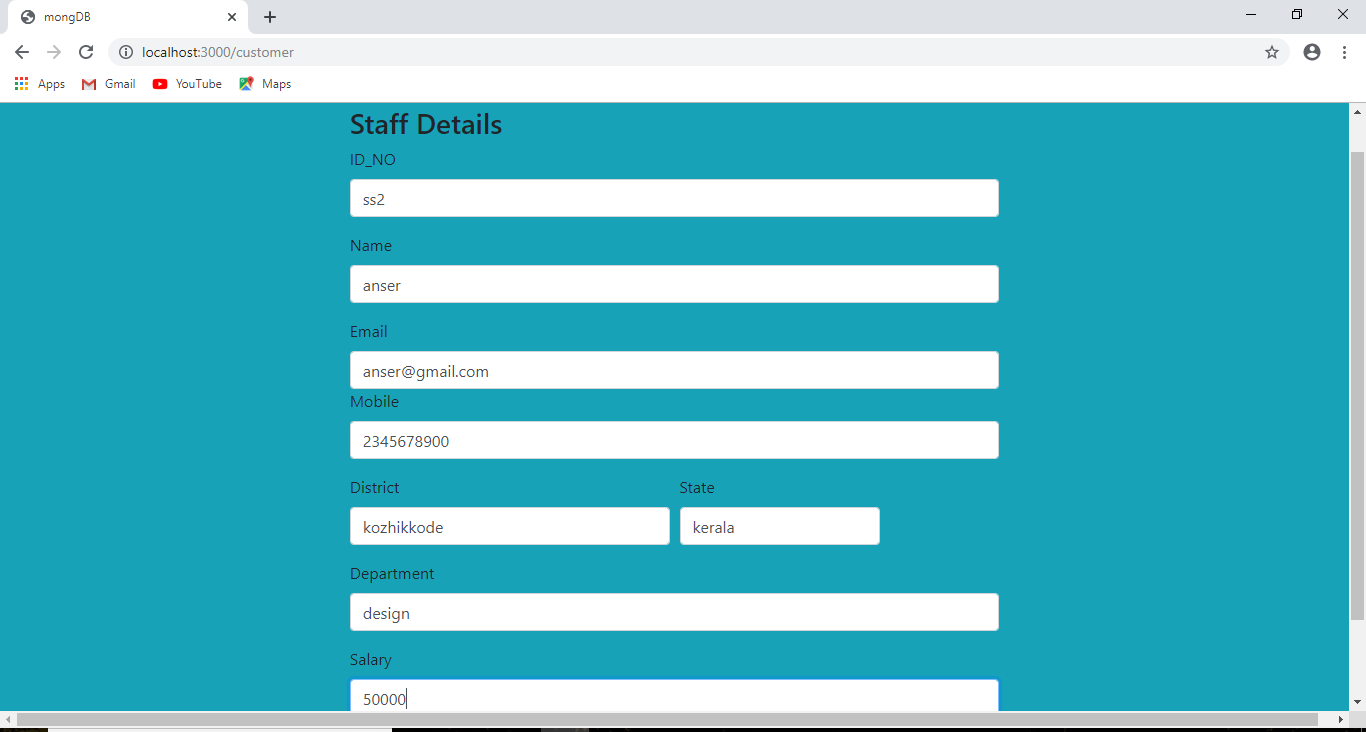 mongDB
localhost:3000/customer
Apps Gmail YouTube Maps
Staff Details
ID_NO
ss2
Name
anser
Email
anser@gmail.com
Mobile
2345678900
District State
kozhikkode kerala
Department
design
Salary
50000